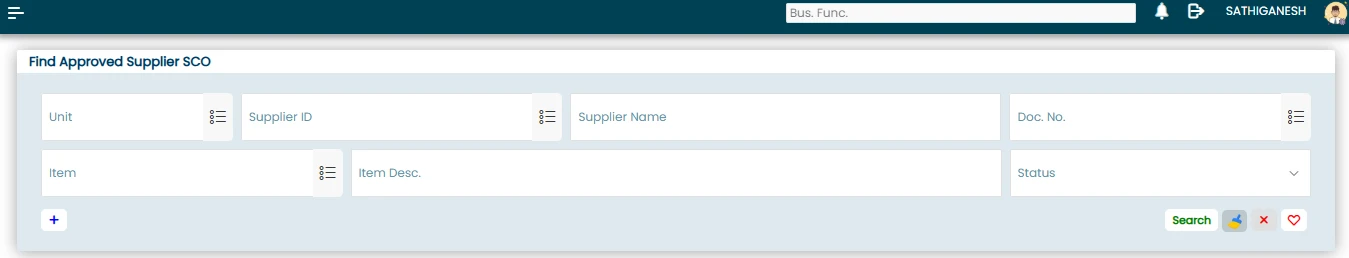 Bus. Func.
SATHIGANESH
Find Approved Supplier SCO
Unit
Supplier ID
Supplier Name
Doc. No.
Item
Item Desc.
Status
Search